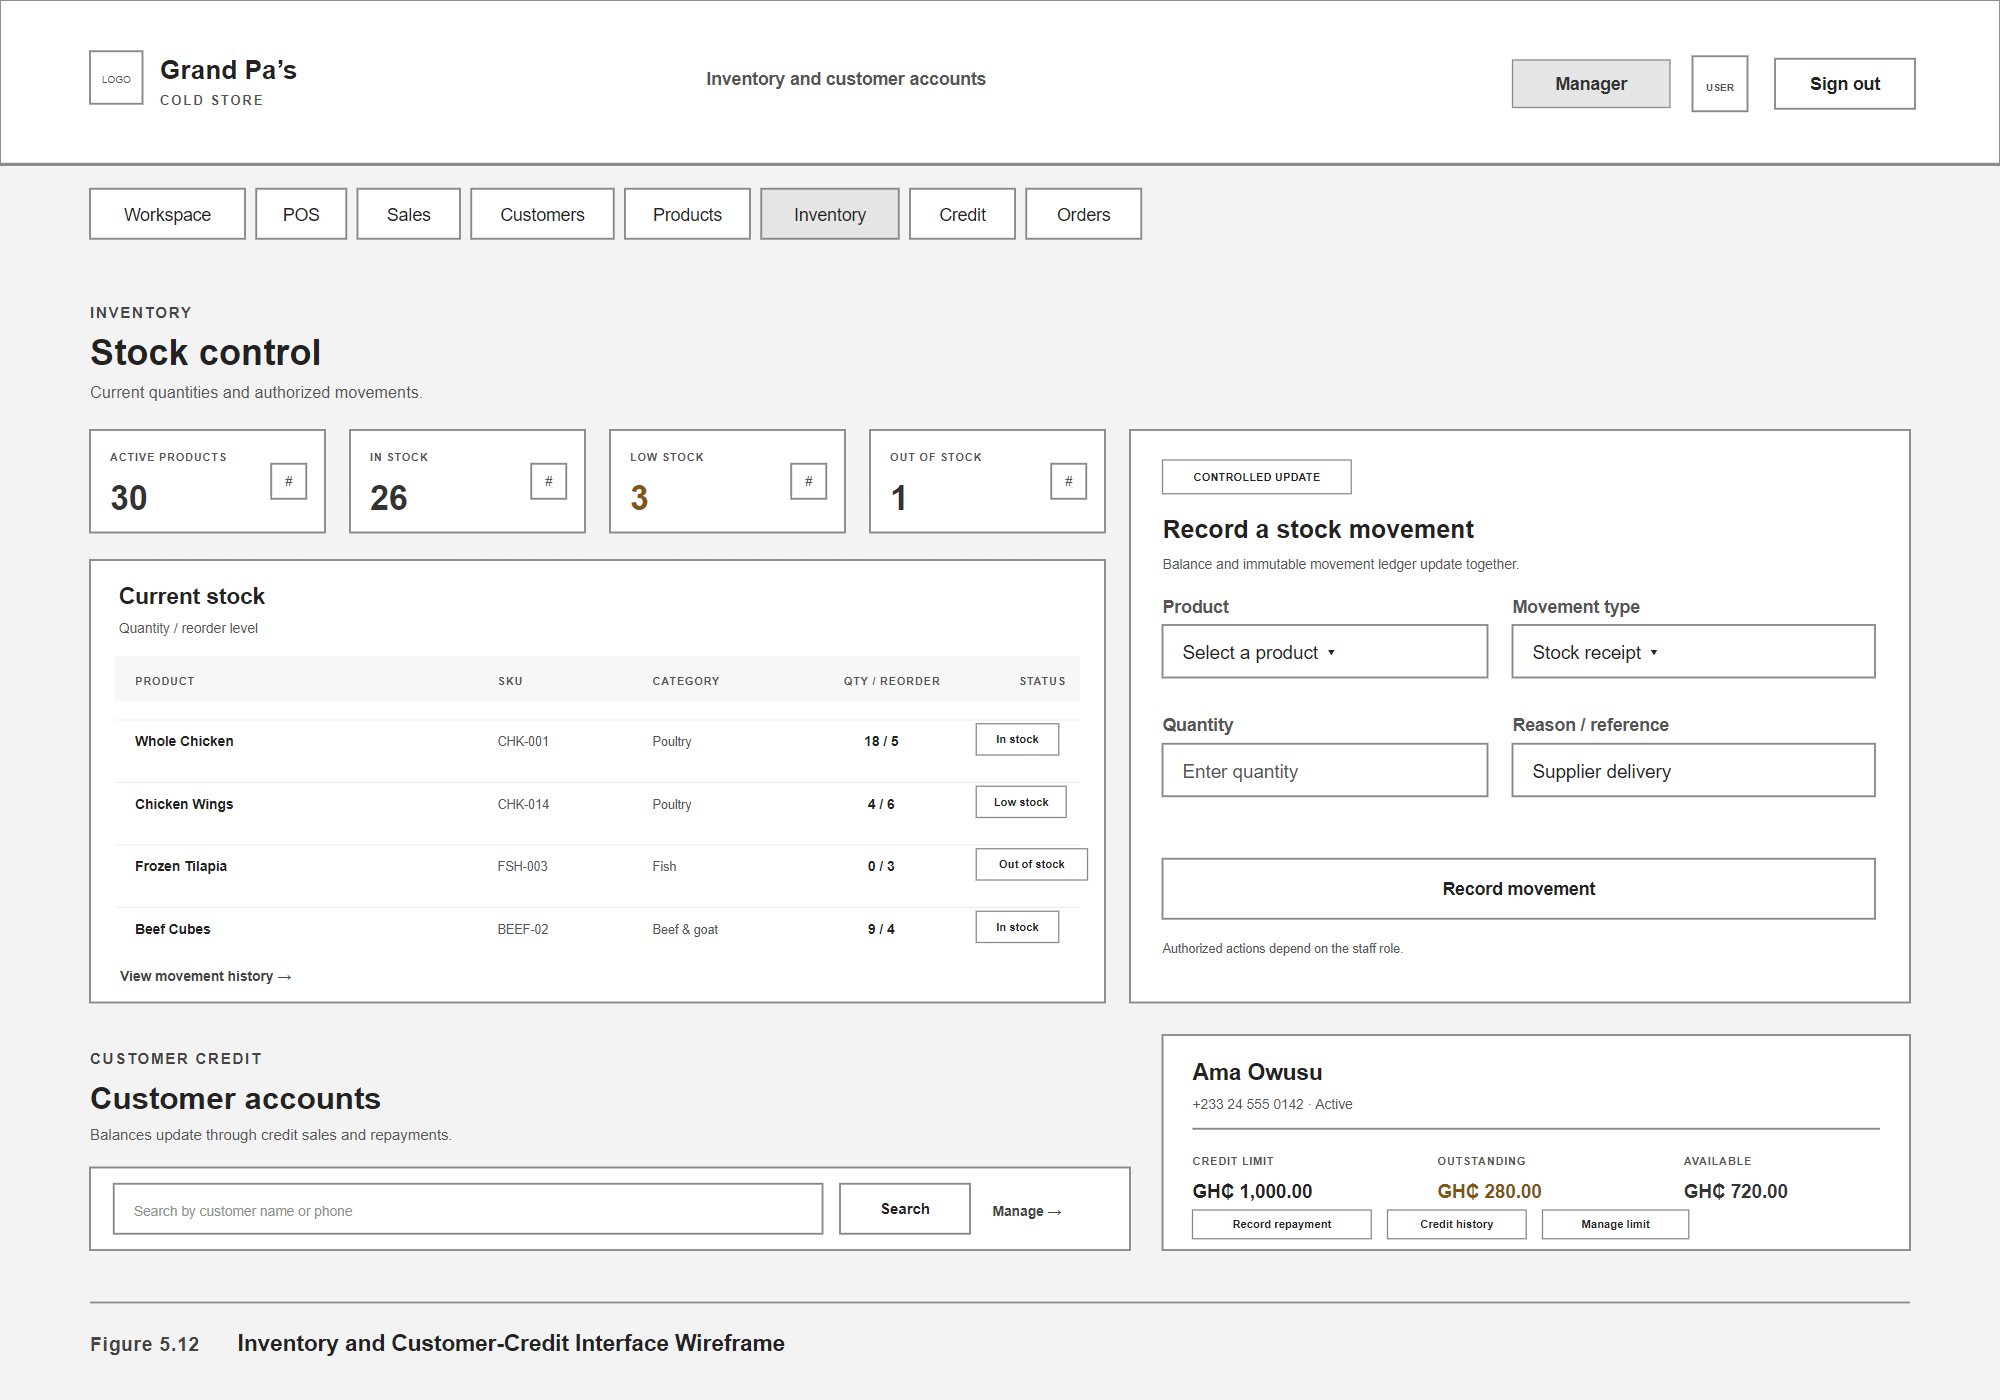 LOGO
Grand Pa’s
COLD STORE
Inventory and customer accounts
Manager
USER
Sign out
Workspace
POS
Sales
Customers
Products
Inventory
Credit
Orders
INVENTORY
Stock control
Current quantities and authorized movements.
ACTIVE PRODUCTS
30
#
IN STOCK
26
#
LOW STOCK
3
#
OUT OF STOCK
1
#
Current stock
Quantity / reorder level
PRODUCT SKU CATEGORY QTY / REORDER STATUS
Whole Chicken CHK-001 Poultry 18 / 5 In stock
Chicken Wings CHK-014 Poultry 4 / 6 Low stock
Frozen Tilapia FSH-003 Fish 0 / 3 Out of stock
Beef Cubes BEEF-02 Beef & goat 9 / 4 In stock
View movement history →
CONTROLLED UPDATE
Record a stock movement
Balance and immutable movement ledger update together.
Product
Select a product ▾
Movement type
Stock receipt ▾
Quantity
Enter quantity
Reason / reference
Supplier delivery
Record movement
Authorized actions depend on the staff role.
CUSTOMER CREDIT
Customer accounts
Balances update through credit sales and repayments.
Search by customer name or phone
Search
Manage →
Ama Owusu
+233 24 555 0142 · Active
CREDIT LIMIT
GH₵ 1,000.00
OUTSTANDING
GH₵ 280.00
AVAILABLE
GH₵ 720.00
Record repayment
Credit history
Manage limit
Figure 5.12 Inventory and Customer-Credit Interface Wireframe